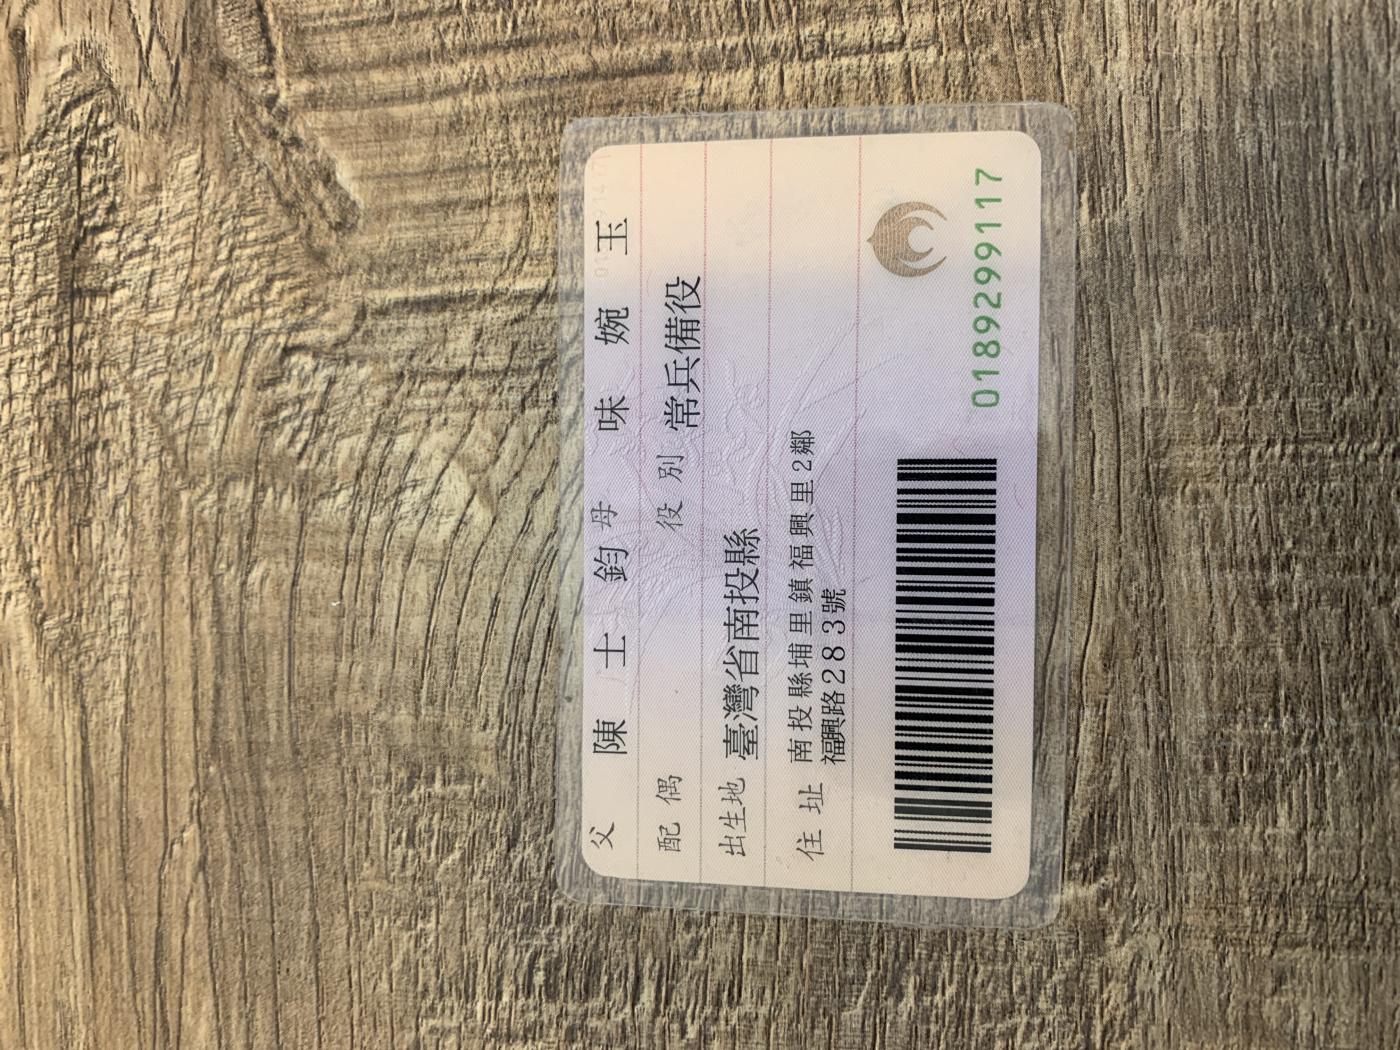 父 陳士鈞 母 味婉玉
配偶 役別 常兵備役
出生地 臺灣省南投縣
住址 南投縣埔里鎮福興里2鄰
福興路283號
0189299117